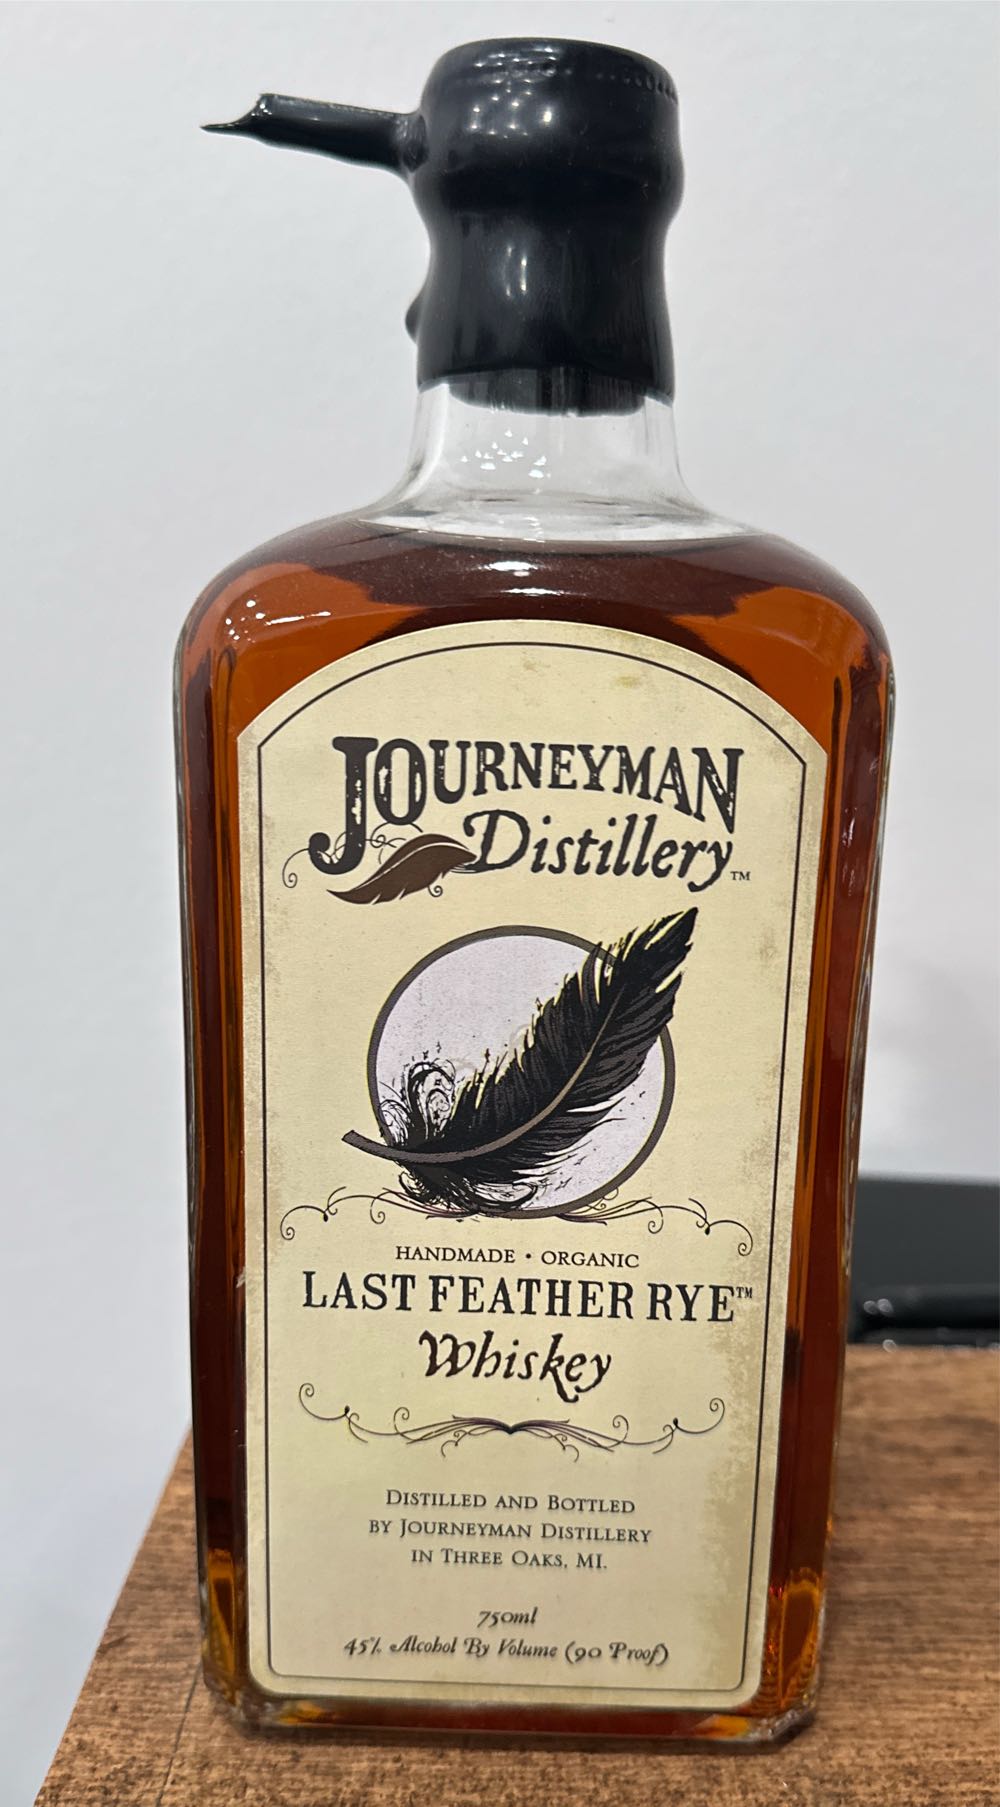 JOURNEYMAN
Distillery™
HANDMADE • ORGANIC
LAST FEATHER RYE™
Whiskey
DISTILLED AND BOTTLED
BY JOURNEYMAN DISTILLERY
IN THREE OAKS, MI.
750ml
45% Alcohol By Volume (90 Proof)